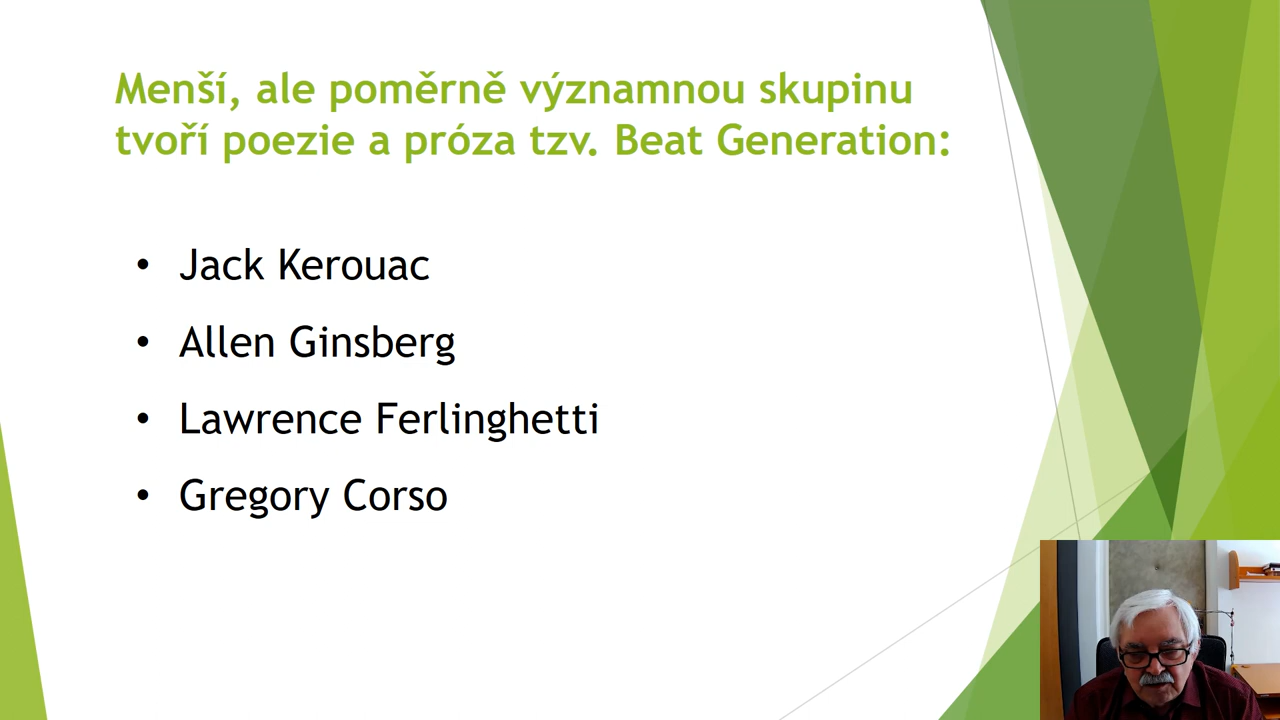 Menší, ale poměrně významnou skupinu
tvoří poezie a próza tzv. Beat Generation:
• Jack Kerouac
• Allen Ginsberg
• Lawrence Ferlinghetti
• Gregory Corso